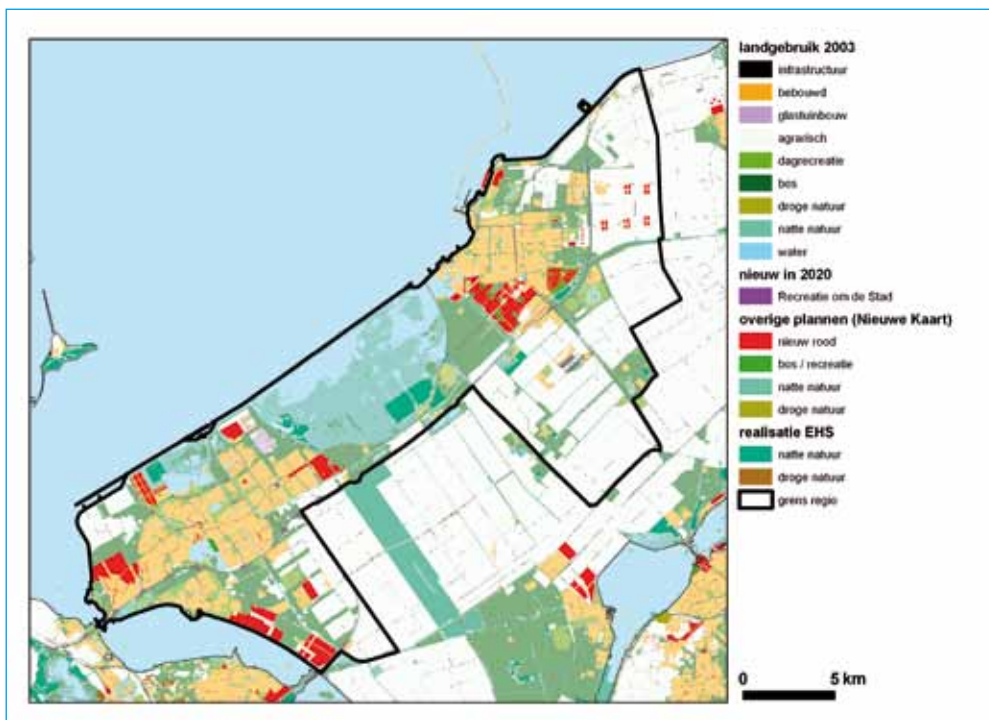 landgebruik 2003
infrastructuur
bebouwd
glastuinbouw
agrarisch
dagrecreatie
bos
droge natuur
natte natuur
water
nieuw in 2020
Recreatie om de Stad
overige plannen (Nieuwe Kaart)
nieuw rood
bos / recreatie
natte natuur
droge natuur
realisatie EHS
natte natuur
droge natuur
grens regio
0 5 km